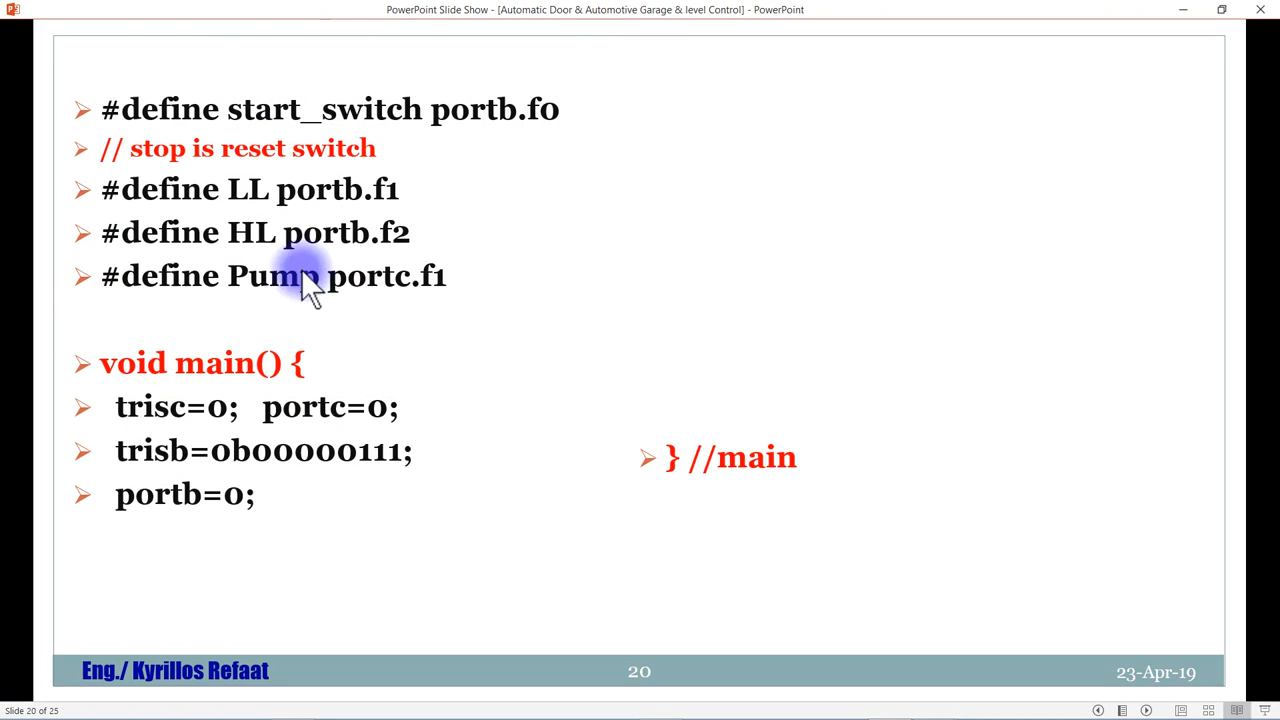 PowerPoint Slide Show - [Automatic Door & Automotive Garage & level Control] - PowerPoint
#define start_switch portb.f0
// stop is reset switch
#define LL portb.f1
#define HL portb.f2
#define Pump portc.f1
void main() {
trisc=0; portc=0;
trisb=0b00000111;
portb=0;
} //main
Eng./ Kyrillos Refaat
20
23-Apr-19
Slide 20 of 25